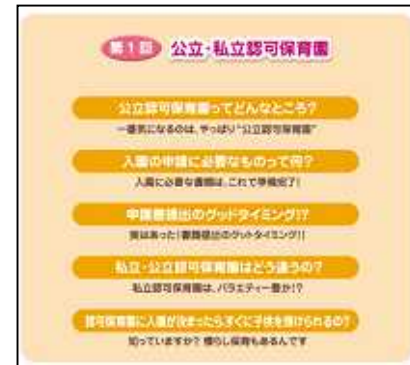 第1回 公立・私立認可保育園
公立認可保育園ってどんなところ?
一番気になるのは、やっぱり“公立認可保育園”
入園の申請に必要なものって何?
入園に必要な書類は、これで準備完了!
申請書提出のグッドタイミング!?
実はあった!書類提出のグットタイミング!!
私立・公立認可保育園はどう違うの?
私立認可保育園は、バラエティー豊か!?
認可保育園に入園が決まったらすぐに子供を預けられるの?
知っていますか? 慣らし保育もあるんです